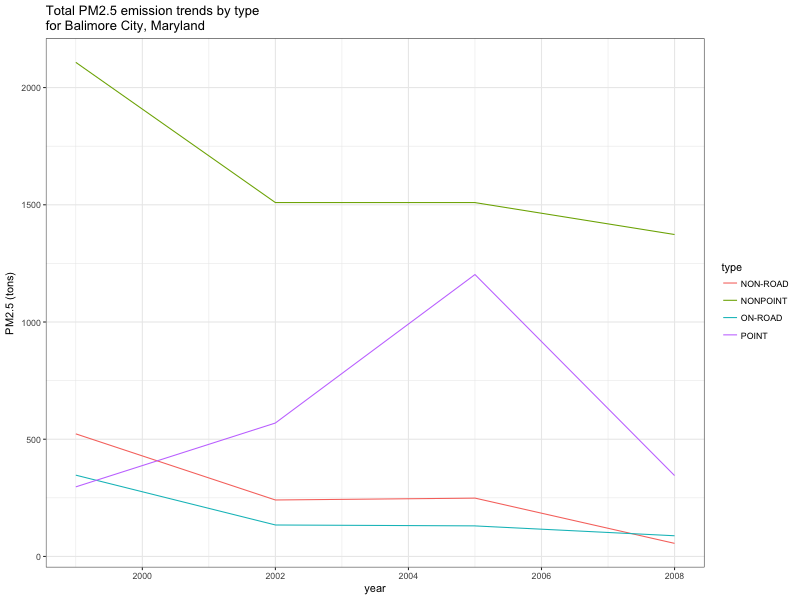 Total PM2.5 emission trends by type
for Balimore City, Maryland
2000
1500
1000
500
0
PM2.5 (tons)
2000
2002
2004
2006
2008
year
type
NON-ROAD
NONPOINT
ON-ROAD
POINT